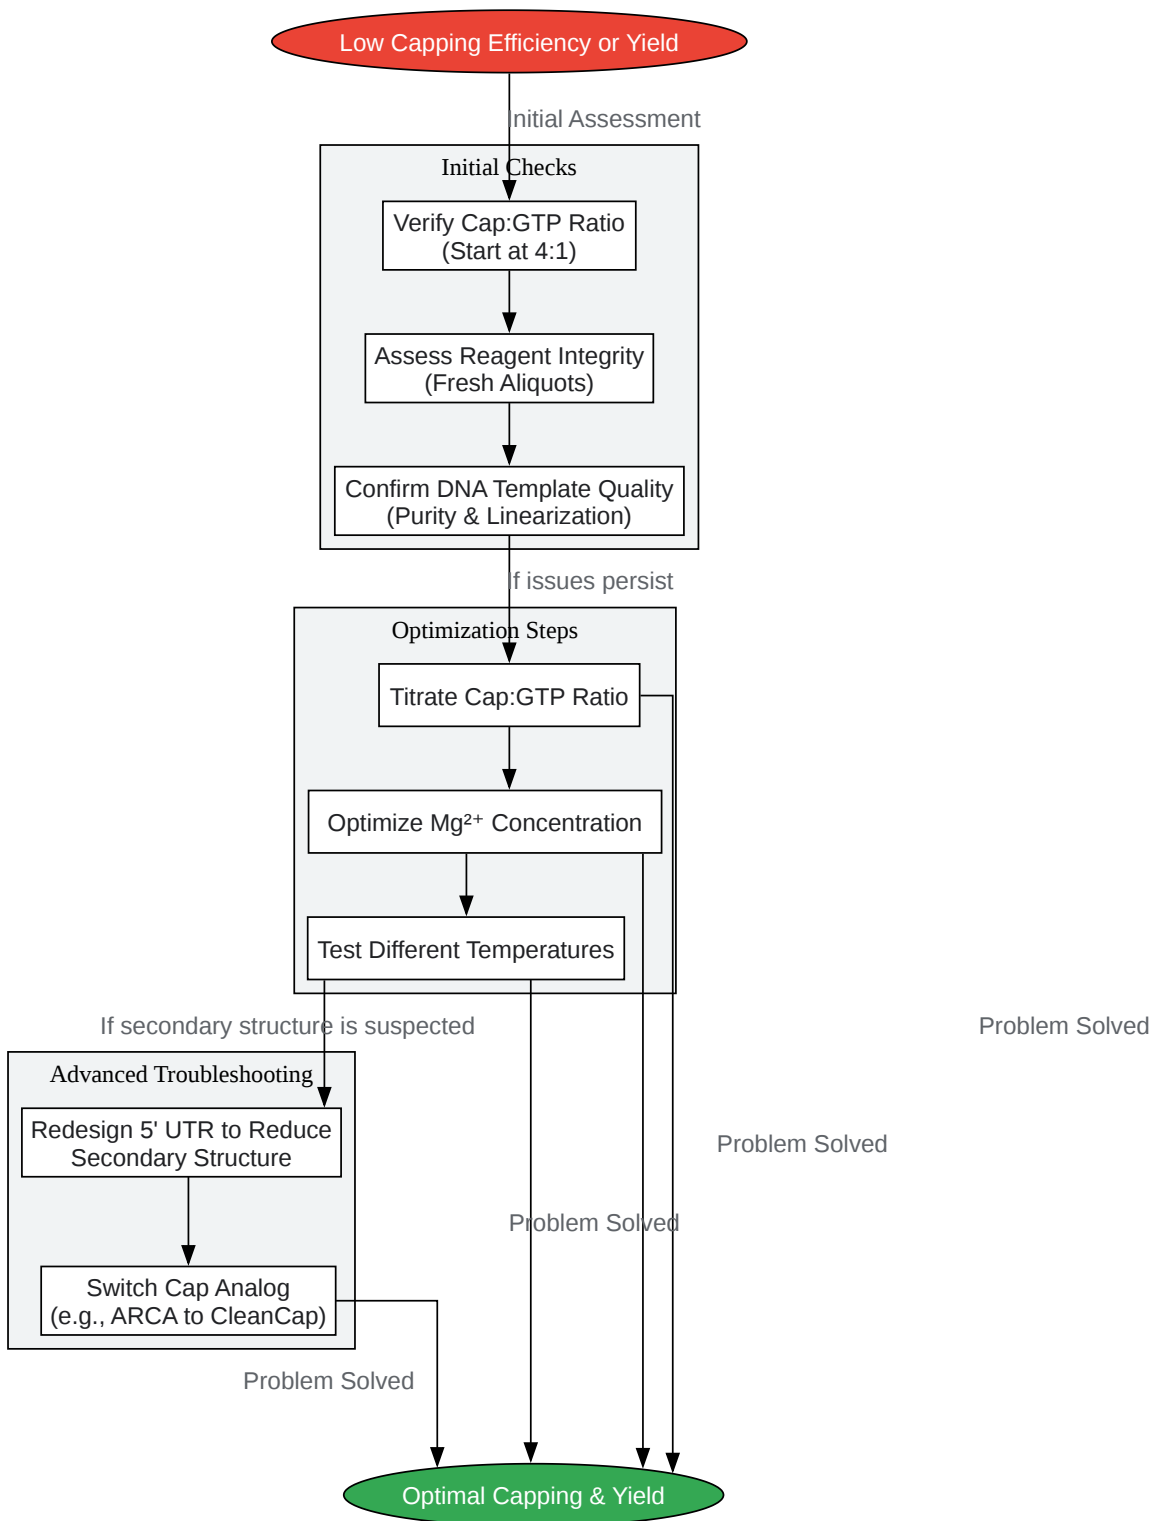 Low Capping Efficiency or Yield
Initial Assessment
Initial Checks
Verify Cap:GTP Ratio
(Start at 4:1)
Assess Reagent Integrity
(Fresh Aliquots)
Confirm DNA Template Quality
(Purity & Linearization)
If issues persist
Optimization Steps
Titrate Cap:GTP Ratio
Optimize Mg²⁺ Concentration
Test Different Temperatures
If secondary structure is suspected
Problem Solved
Advanced Troubleshooting
Redesign 5' UTR to Reduce
Secondary Structure
Problem Solved
Problem Solved
Switch Cap Analog
(e.g., ARCA to CleanCap)
Problem Solved
Optimal Capping & Yield